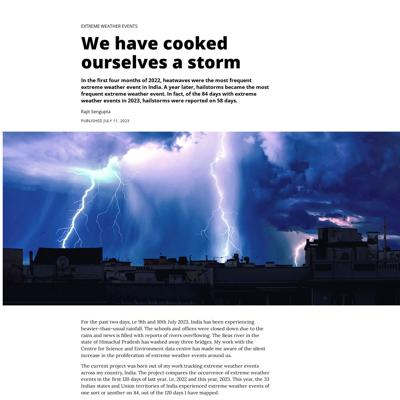 EXTREME WEATHER EVENTS
We have cooked
ourselves a storm
In the first four months of 2022, heatwaves were the most frequent
extreme weather event in India. A year later, hailstorms became the most
frequent extreme weather event. In fact, of the 84 days with extreme
weather events in 2023, hailstorms were reported on 58 days.
Rajit Sengupta
PUBLISHED JULY 11, 2023
For the past two days, i.e 9th and 10th July 2023, India has been experiencing
heavier-than-usual rainfall. The schools and offices were closed down due to the
rains and news is filled with reports of rivers overflowing. The Beas river in the
state of Himachal Pradesh has washed away three bridges. My work with the
Centre for Science and Environment data centre has made me aware of the silent
increase in the proliferation of extreme weather events around us.
The current project was born out of my work tracking extreme weather events
across my country, India. The project compares the occurrence of extreme weather
events in the first 120 days of last year, i.e, 2022 and this year, 2023. This year, the 33
Indian states and Union territories of India experienced extreme weather events of
one sort or another on 84, out of the 120 days I have mapped.